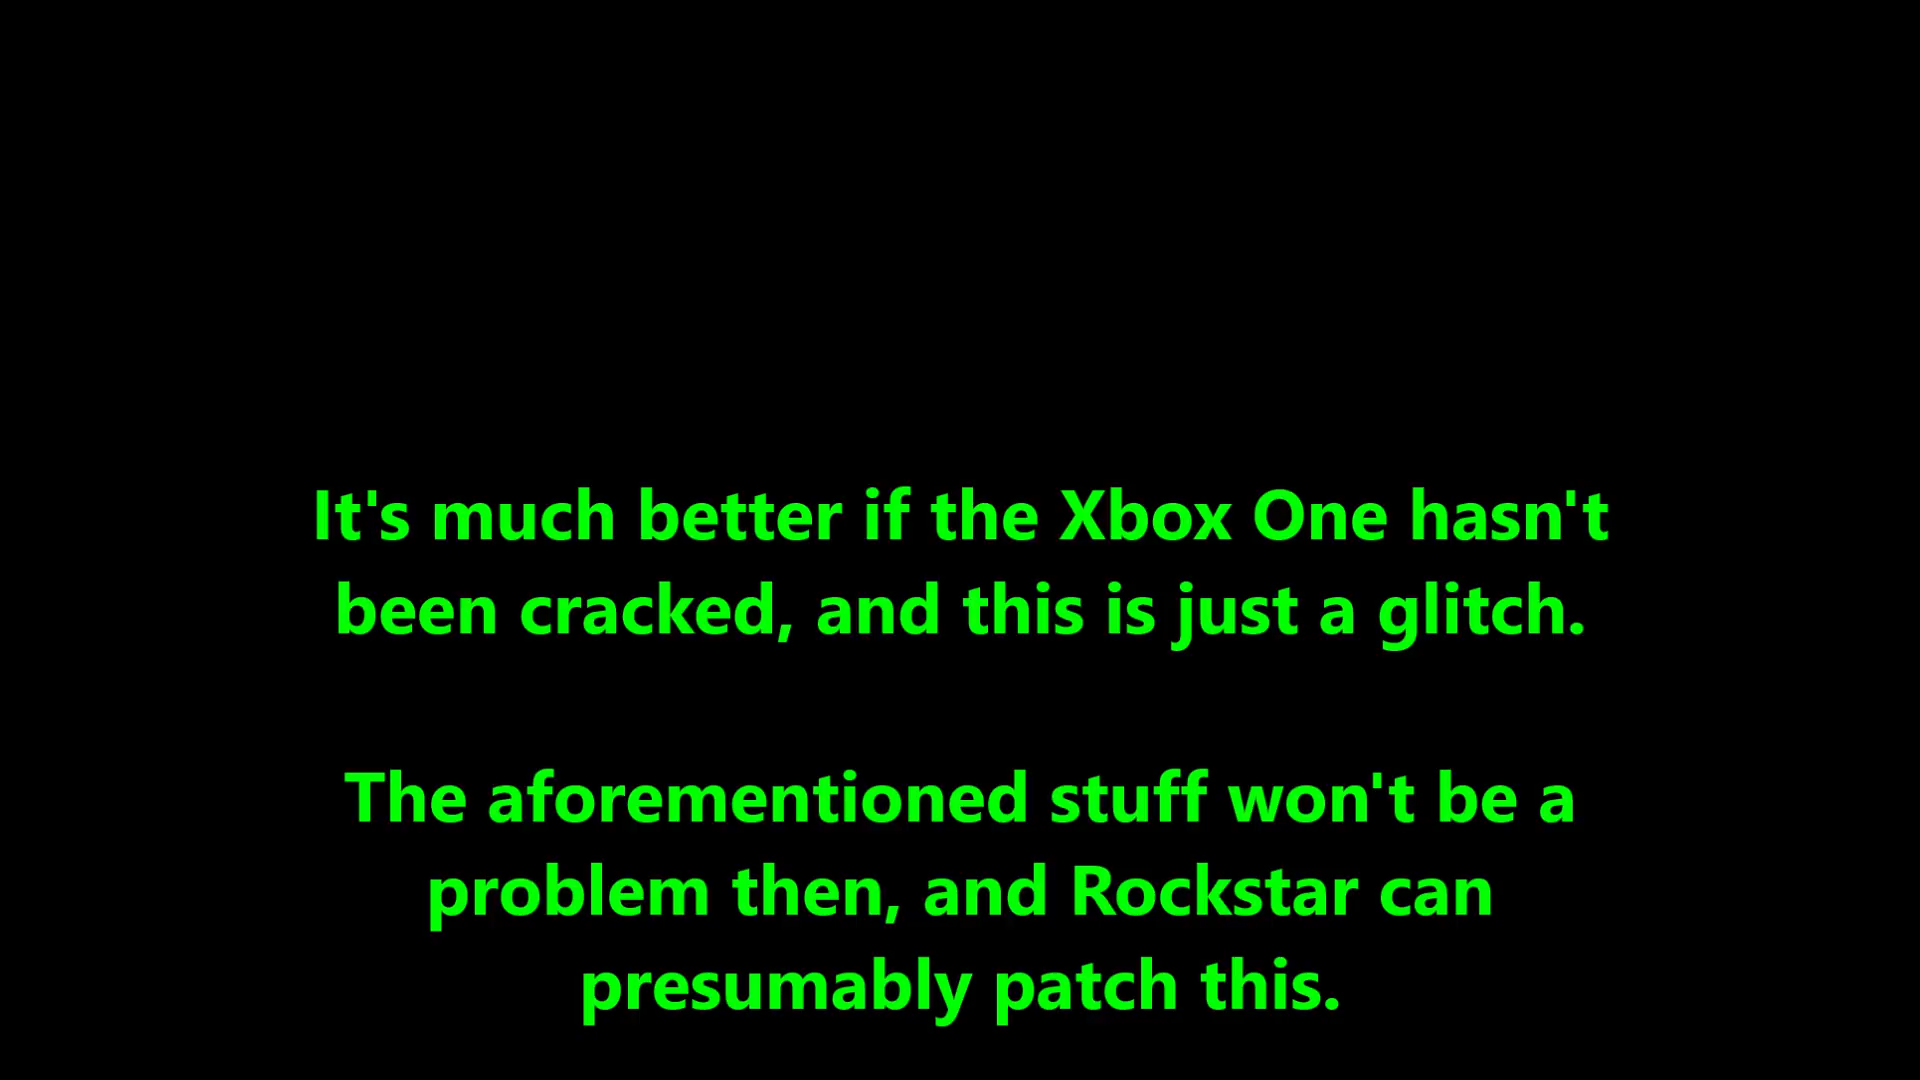 It's much better if the Xbox One hasn't
been cracked, and this is just a glitch.
The aforementioned stuff won't be a
problem then, and Rockstar can
presumably patch this.